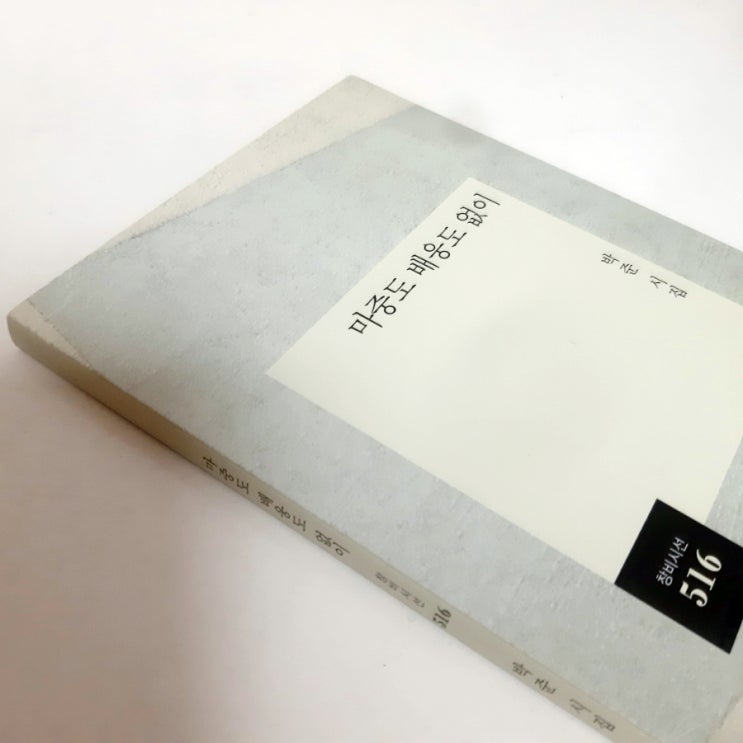 마중도 배웅도 없이
박준 시집
창비시선
516
마중도 배웅도 없이
창비시선
516
박준 시집